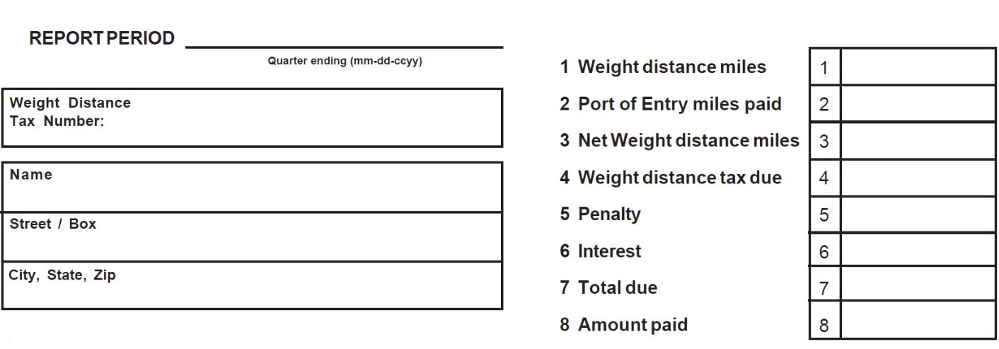 REPORT PERIOD
Quarter ending (mm-dd-ccyy)
Weight Distance
Tax Number:
Name
Street / Box
City, State, Zip
1 Weight distance miles 1
2 Port of Entry miles paid 2
3 Net Weight distance miles 3
4 Weight distance tax due 4
5 Penalty 5
6 Interest 6
7 Total due 7
8 Amount paid 8